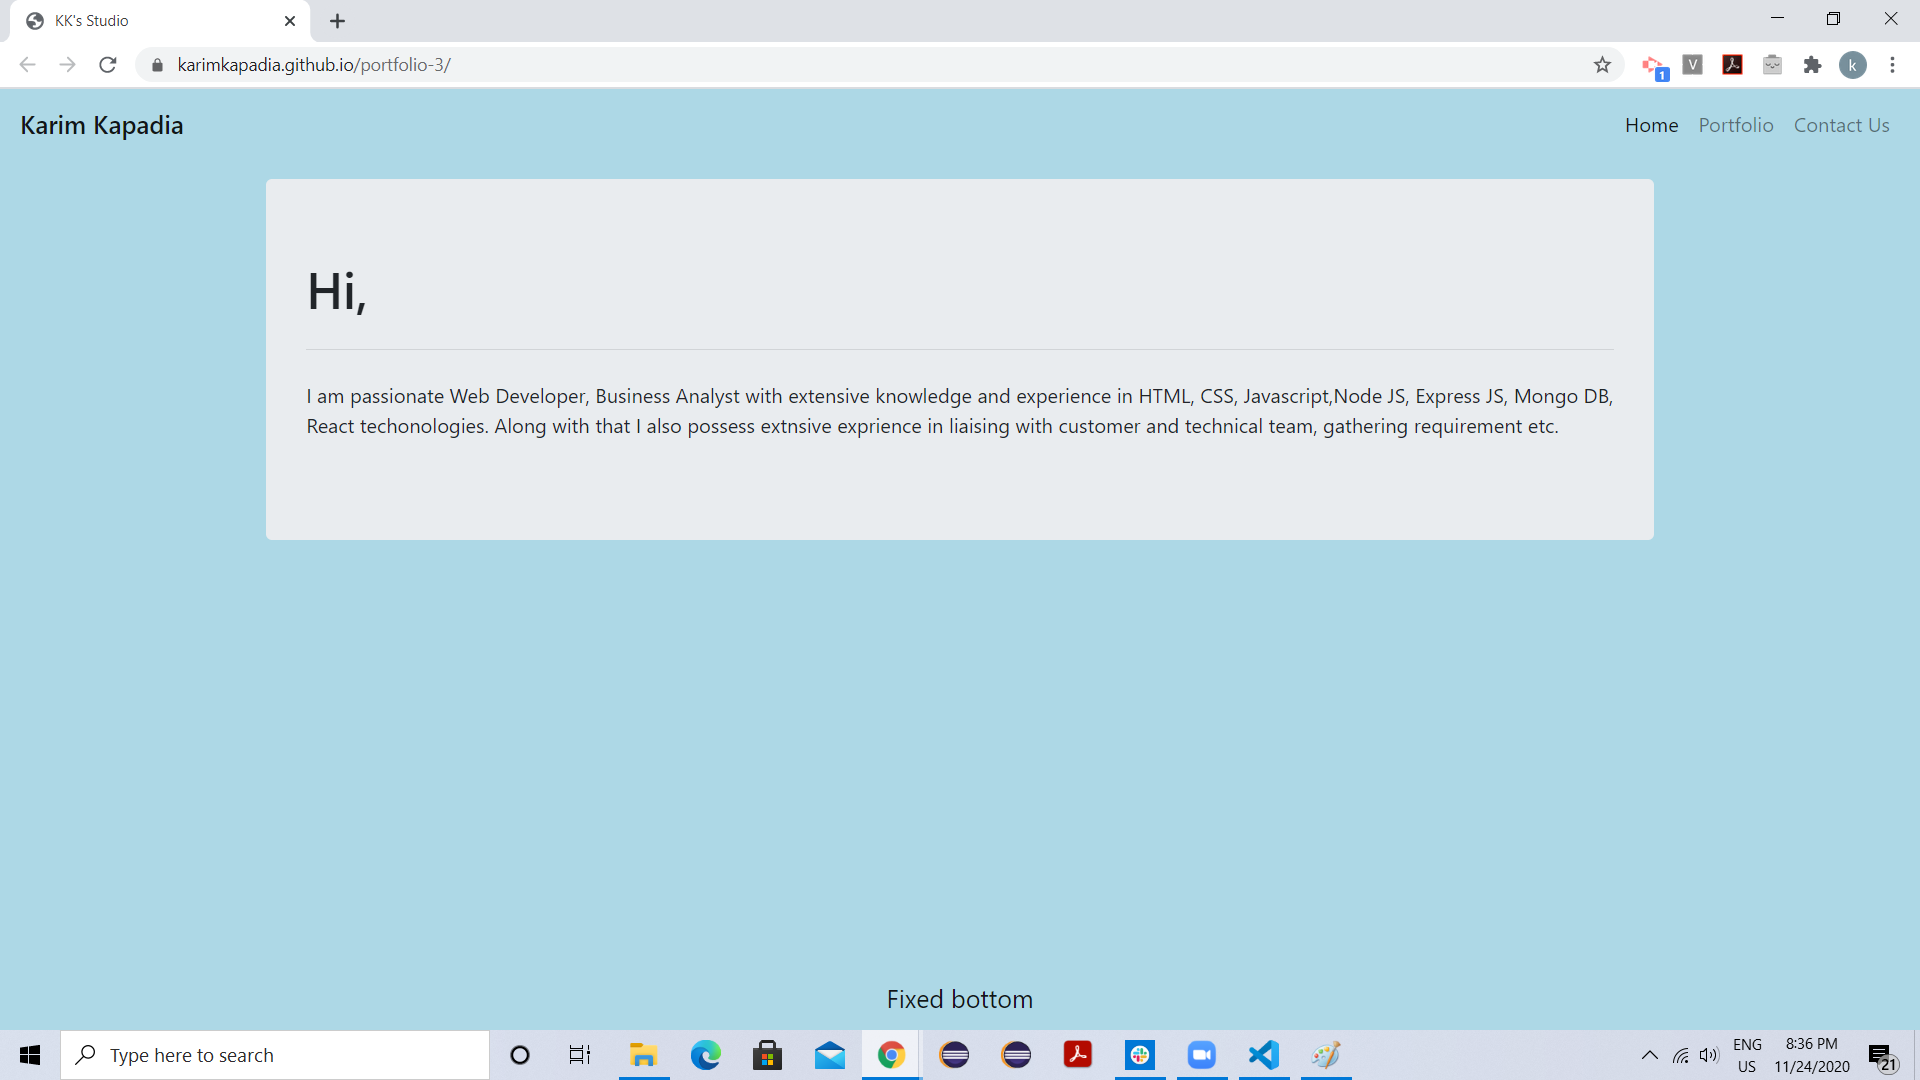 KK's Studio
karimkapadia.github.io/portfolio-3/
1
V
k
Karim Kapadia
Home Portfolio Contact Us
Hi,
I am passionate Web Developer, Business Analyst with extensive knowledge and experience in HTML, CSS, Javascript,Node JS, Express JS, Mongo DB,
React techonologies. Along with that I also possess extnsive exprience in liaising with customer and technical team, gathering requirement etc.
Fixed bottom
Type here to search
ENG
US
8:36 PM
11/24/2020
21